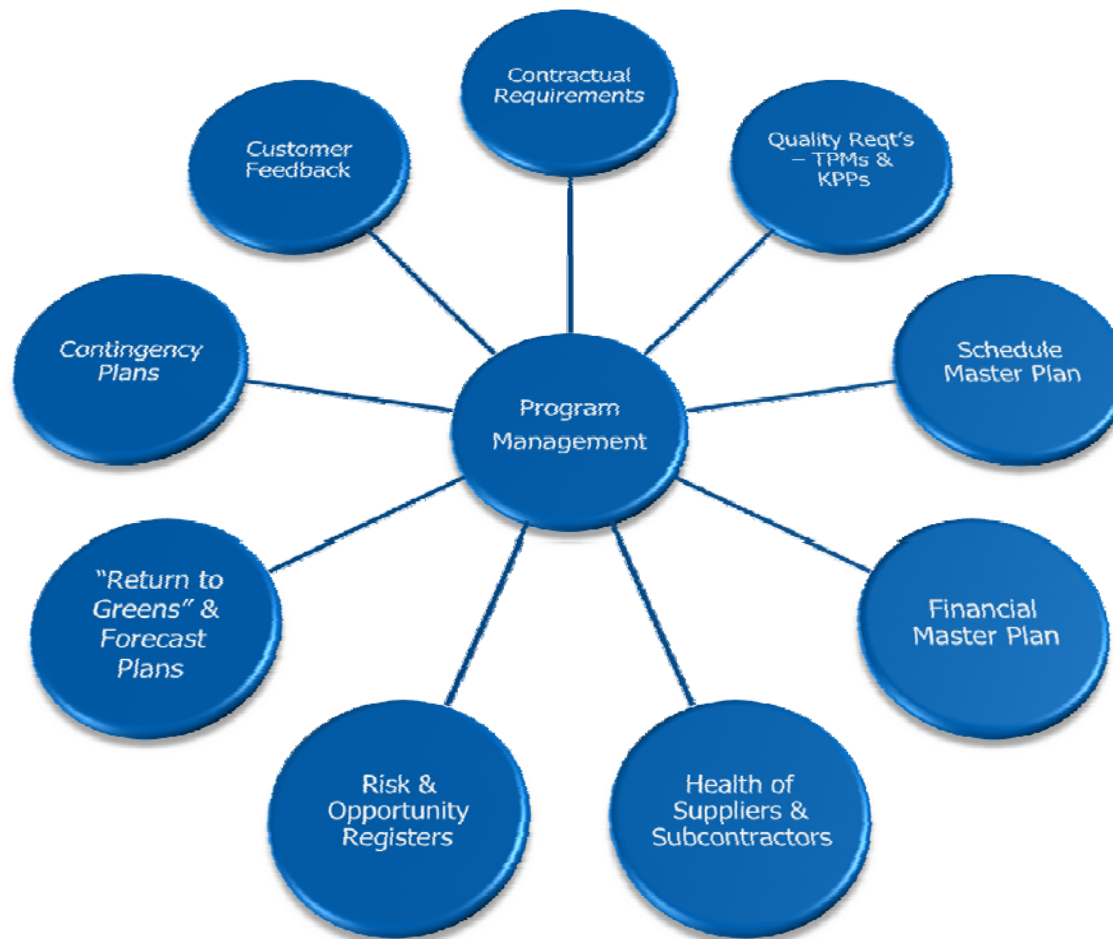 Contractual
Requirements
Quality Reqt's
– TPMs &
KPPs
Schedule
Master Plan
Financial
Master Plan
Health of
Suppliers &
Subcontractors
Risk &
Opportunity
Registers
"Return to
Greens" &
Forecast
Plans
Contingency
Plans
Customer
Feedback
Program
Management